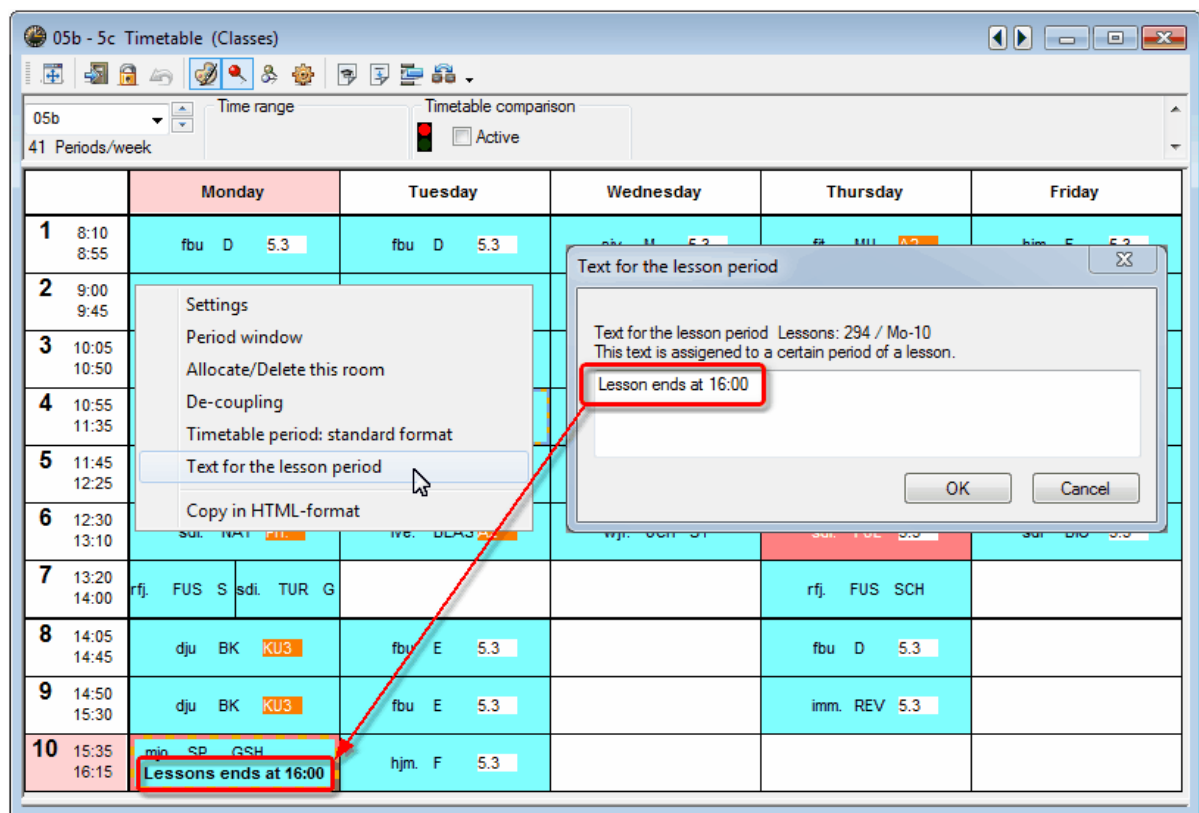 05b - 5c Timetable (Classes)
05b
41 Periods/week
Time range
Timetable comparison
Active
Monday Tuesday Wednesday Thursday Friday
1 8:10 fbu D 5.3 fbu D 5.3
8:55
2 9:00
9:45
3 10:05
10:50
4 10:55
11:35
5 11:45
12:25
6 12:30
13:10
Settings
Period window
Allocate/Delete this room
De-coupling
Timetable period: standard format
Text for the lesson period
Copy in HTML-format
Text for the lesson period
Text for the lesson period Lessons: 294 / Mo-10
This text is assigened to a certain period of a lesson.
Lesson ends at 16:00
OK Cancel
7 13:20 rfj. FUS S sdi. TUR G rfj. FUS SCH
14:00
8 14:05 dju BK KU3 fbu E 5.3 fbu D 5.3
14:45
9 14:50 dju BK KU3 fbu E 5.3 imm. REV 5.3
15:30
10 15:35 mjo SP GSH hjm. F 5.3
16:15 Lessons ends at 16:00